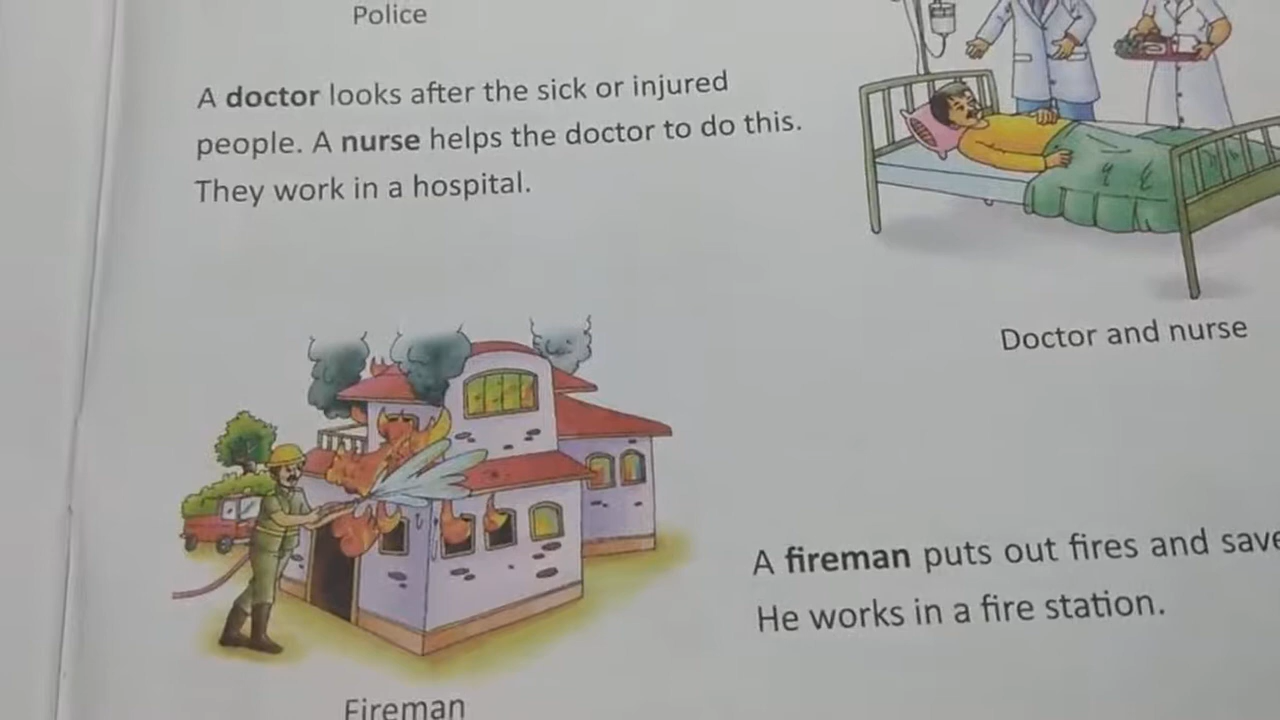 Police
A doctor looks after the sick or injured
people. A nurse helps the doctor to do this.
They work in a hospital.
Doctor and nurse
A fireman puts out fires and save
He works in a fire station.
Fireman